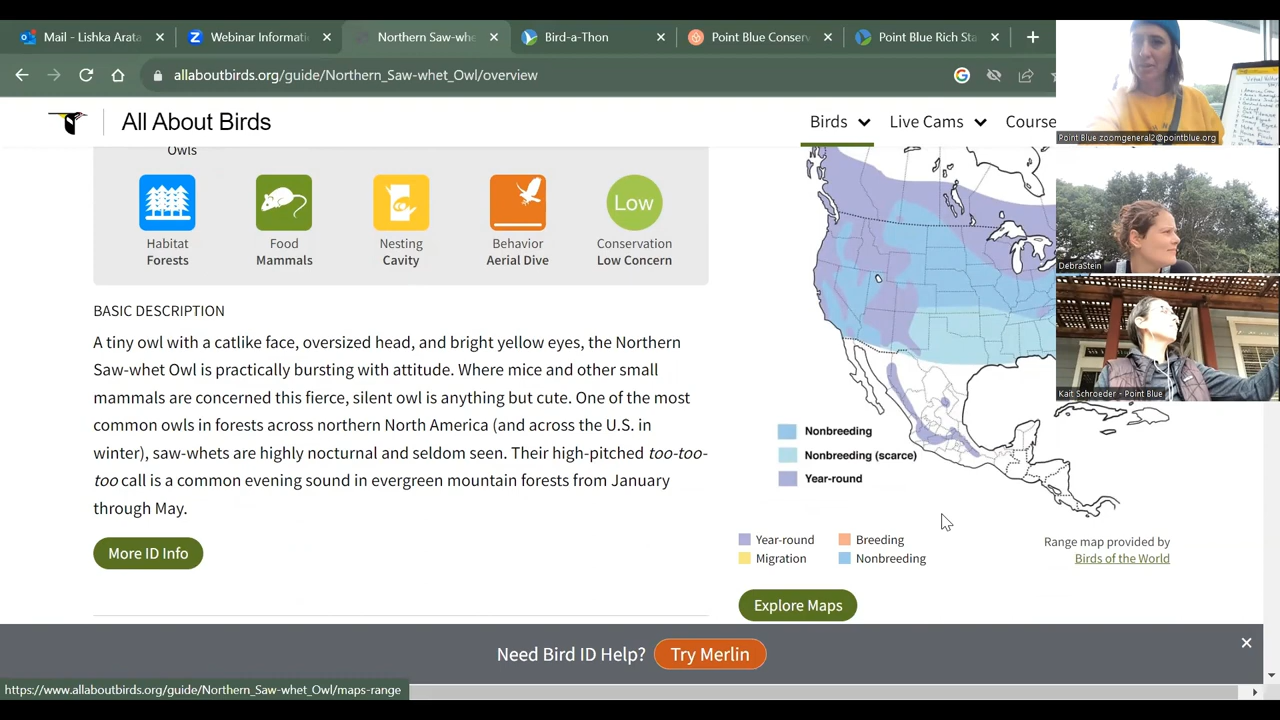 Mail - Lishka Arata
Webinar Informati
Northern Saw-whe
Bird-a-Thon
Point Blue Conserv
Point Blue Rich Sta
allaboutbirds.org/guide/Northern_Saw-whet_Owl/overview
All About Birds
Birds
Live Cams
Course
Owls
Low
Habitat
Forests
Food
Mammals
Nesting
Cavity
Behavior
Aerial Dive
Conservation
Low Concern
BASIC DESCRIPTION
A tiny owl with a catlike face, oversized head, and bright yellow eyes, the Northern
Saw-whet Owl is practically bursting with attitude. Where mice and other small
mammals are concerned this fierce, silent owl is anything but cute. One of the most
common owls in forests across northern North America (and across the U.S. in
winter), saw-whets are highly nocturnal and seldom seen. Their high-pitched too-too-
too call is a common evening sound in evergreen mountain forests from January
through May.
More ID Info
Nonbreeding
Nonbreeding (scarce)
Year-round
Year-round
Breeding
Migration
Nonbreeding
Range map provided by
Birds of the World
Explore Maps
Need Bird ID Help?
Try Merlin
https://www.allaboutbirds.org/guide/Northern_Saw-whet_Owl/maps-range
Point Blue zoomgeneral2@pointblue.org
DebraStein
Kait Schroeder - Point Blue